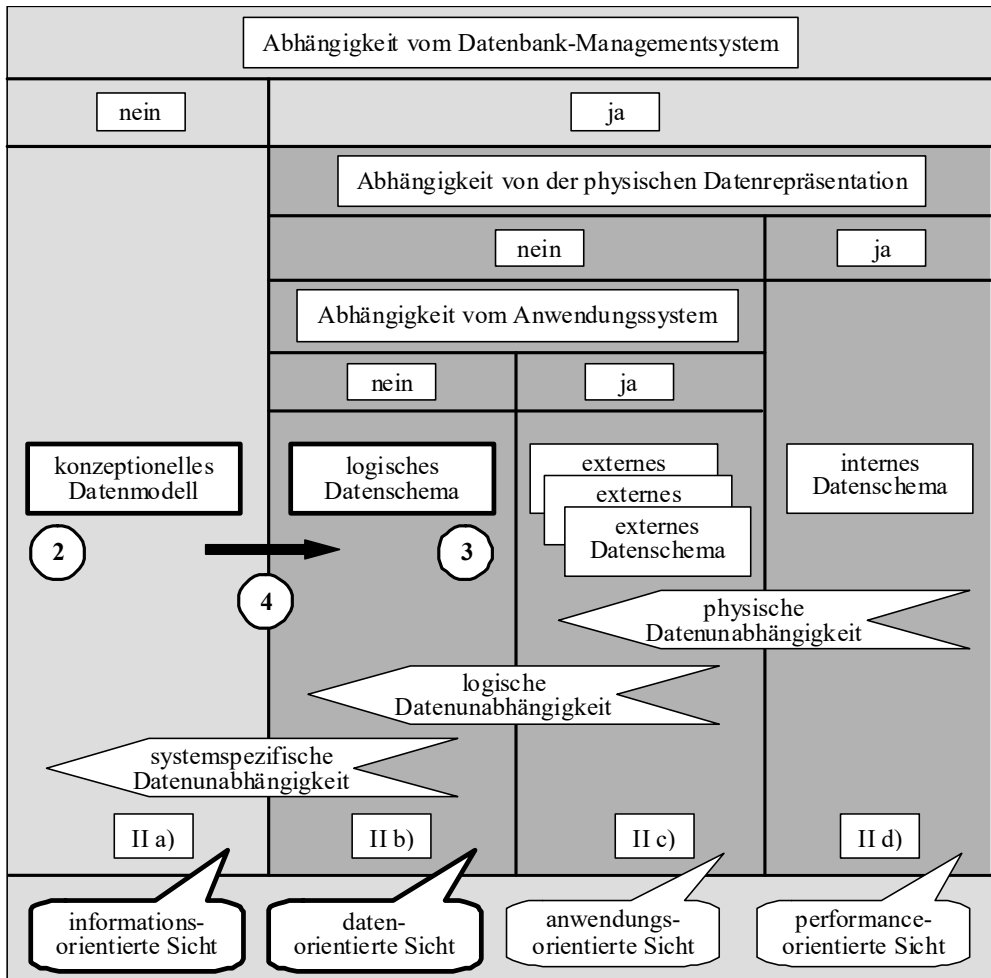 Abhängigkeit vom Datenbank-Managementsystem
nein
ja
Abhängigkeit von der physischen Datenrepräsentation
nein
ja
Abhängigkeit vom Anwendungssystem
nein
ja
konzeptionelles
Datenmodell
logisches
Datenschema
externes
externes
externes
Datenschema
internes
Datenschema
2
3
4
physische
Datenunabhängigkeit
logische
Datenunabhängigkeit
systemspezifische
Datenunabhängigkeit
II a)
II b)
II c)
II d)
informations-
orientierte Sicht
daten-
orientierte Sicht
anwendungs-
orientierte Sicht
performance-
orientierte Sicht